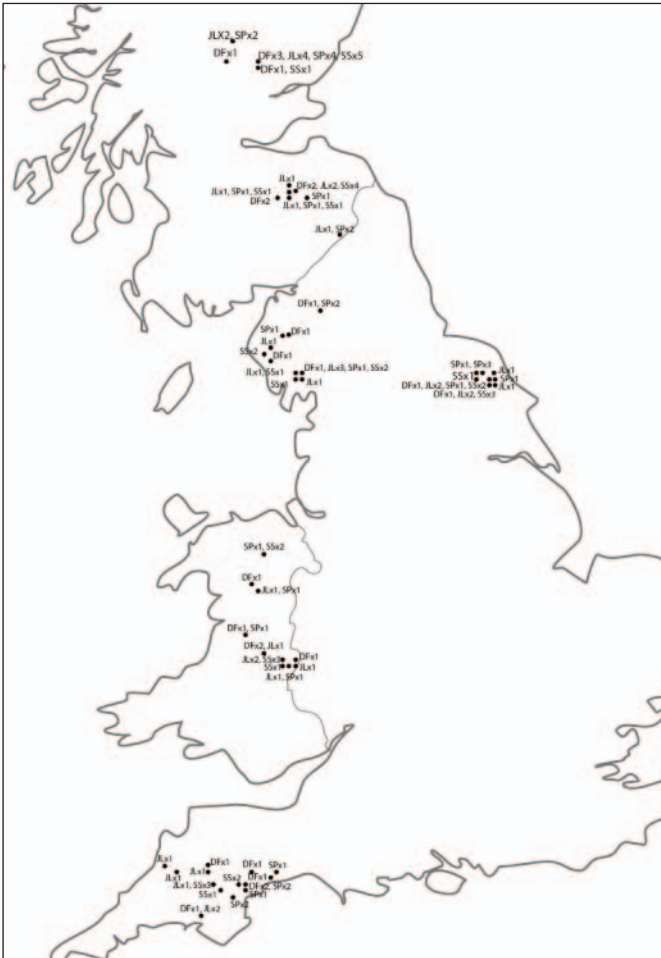 JLX2, SPx2
DFx1
DFx3, JLx4, SPx4, SSx5
DFx1, SSx1
JLx1
JLx1, SPx1, SSx1
DFx2, JLx2, SSx4
DFx2
SPx1
JLx1, SPx1, SSx1
JLx1, SPx2
DFx1, SPx2
SPx1
DFx1
JLx1
SSx2
DFx1
JLx1, SSx1
DFx1, JLx3, SPx1, SSx2
SSx1
JLx1
SPx1, SPx3
JLx1
SSx1
SPx1
DFx1, JLx2, SPx1, SSx2
JLx1
DFx1, JLx2, SSx3
SPx1, SSx2
DFx1
JLx1, SPx1
DFx1, SPx1
DFx2, JLx1
JLx2, SSx3
DFx1
SSx1
JLx1
JLx1, SPx1
JLx1
DFx1
DFx1
SPx1
JLx1
JLx1
DFx1
JLx1, SSx3
SSx2
DFx2, SPx2
SSx1
SPx1
SPx2
DFx1, JLx2